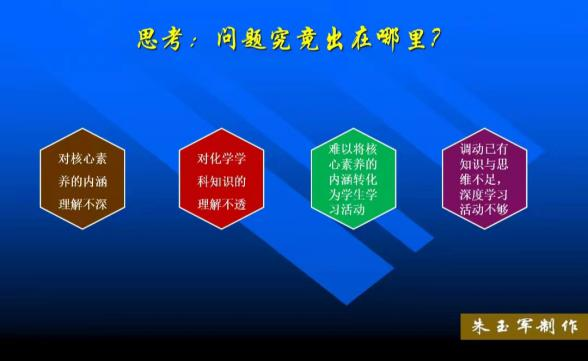 思考：问题究竟出在哪里？
对核心素
养的内涵
理解不深
对化学学
科知识的
理解不透
难以将核
心素养的
内涵转化
为学生学
习活动
调动已有
知识与思
维不足，
深度学习
活动不够
朱玉军制作